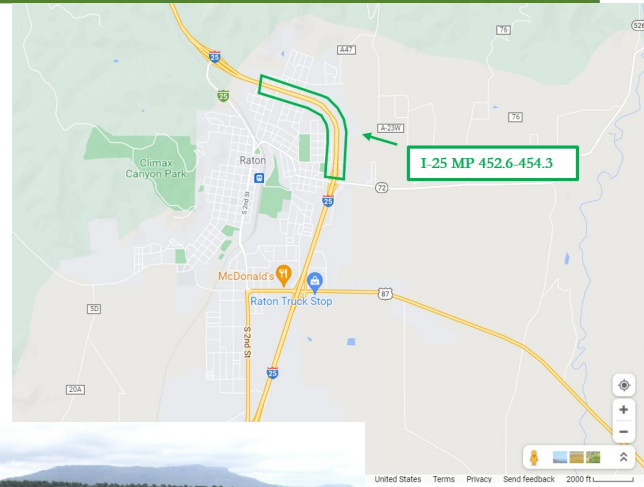 76
526
A47
25
25
A-23W
76
I-25 MP 452.6-454.3
Climax
Canyon Park
Raton
72
S 2nd St
25
McDonald's
Raton Truck Stop
87
5D
S 2nd St
25
20A
United States Terms Privacy Send feedback 2000 ft